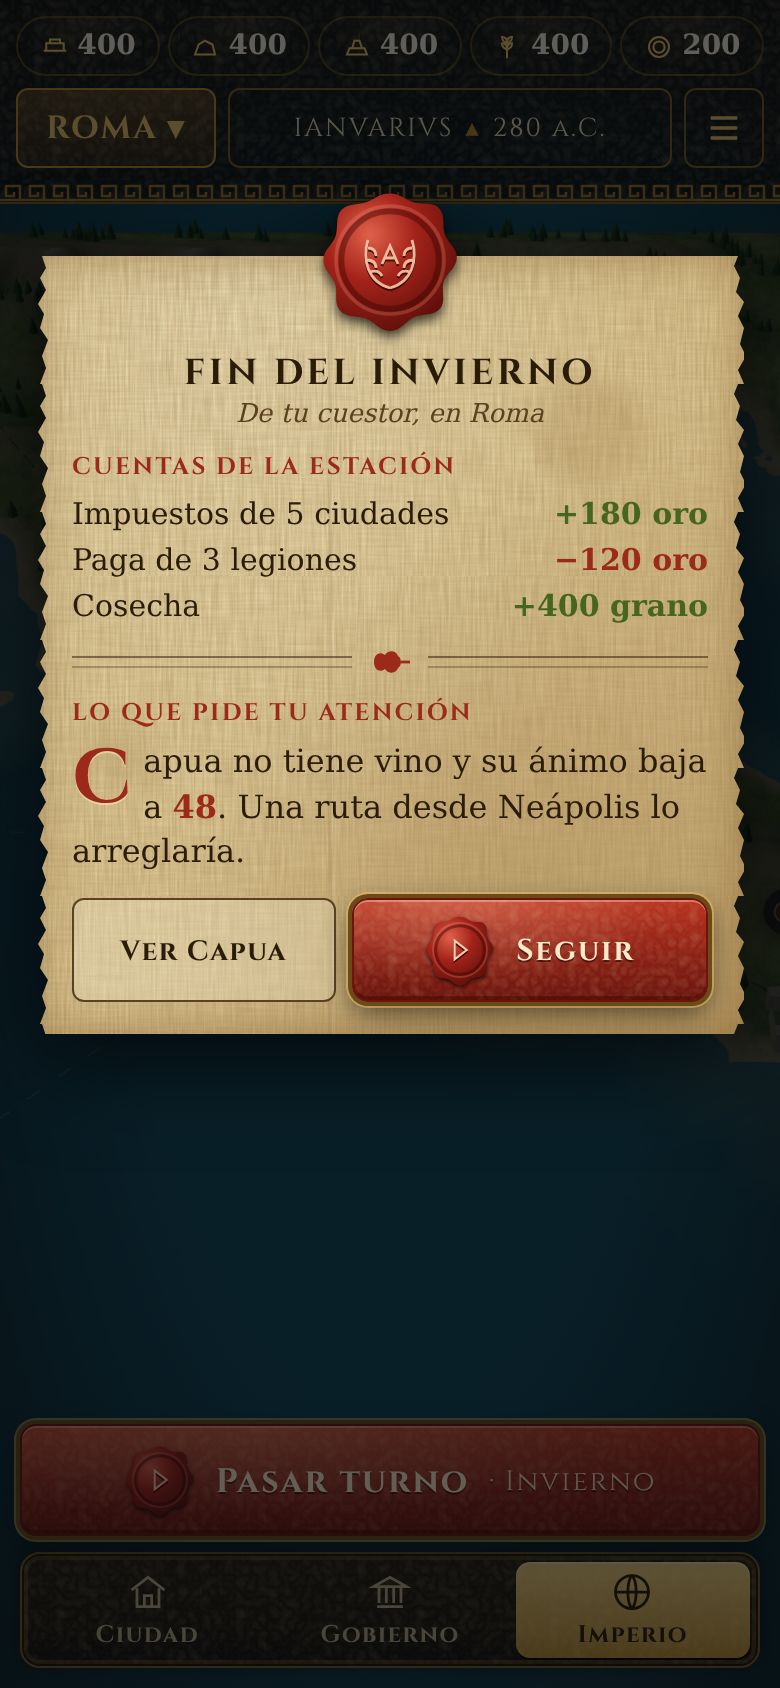 400 400 400 400 200
ROMA ▼ IANVARIVS ▲ 280 A.C.
A
FIN DEL INVIERNO
De tu cuestor, en Roma
CUENTAS DE LA ESTACIÓN
Impuestos de 5 ciudades +180 oro
Paga de 3 legiones −120 oro
Cosecha +400 grano
LO QUE PIDE TU ATENCIÓN
Capua no tiene vino y su ánimo baja
a 48. Una ruta desde Neápolis lo
arreglaría.
VER CAPUA SEGUIR
PASAR TURNO · INVIERNO
CIUDAD GOBIERNO IMPERIO